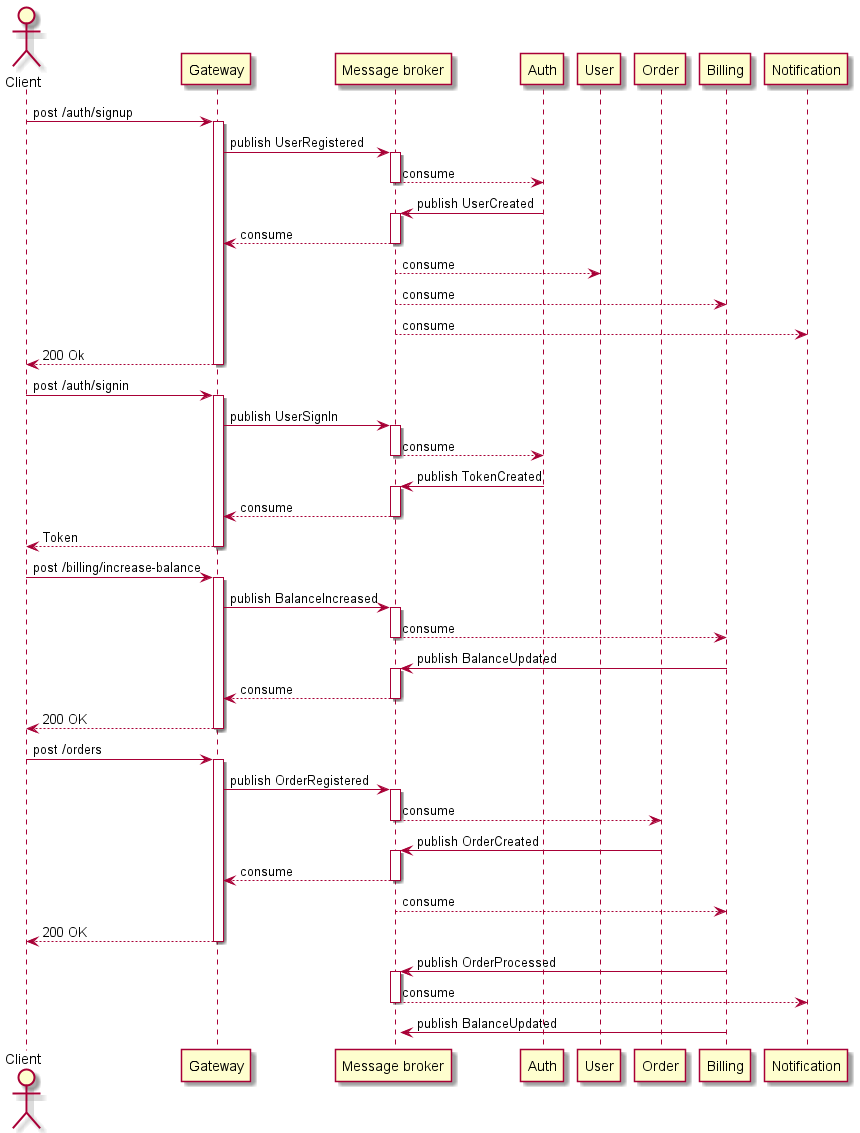 Client
Gateway
Message broker
Auth
User
Order
Billing
Notification
post /auth/signup
publish UserRegistered
consume
publish UserCreated
consume
consume
consume
consume
200 Ok
post /auth/signin
publish UserSignIn
consume
publish TokenCreated
consume
Token
post /billing/increase-balance
publish BalanceIncreased
consume
publish BalanceUpdated
consume
200 OK
post /orders
publish OrderRegistered
consume
publish OrderCreated
consume
consume
200 OK
publish OrderProcessed
consume
publish BalanceUpdated
Client
Gateway
Message broker
Auth
User
Order
Billing
Notification